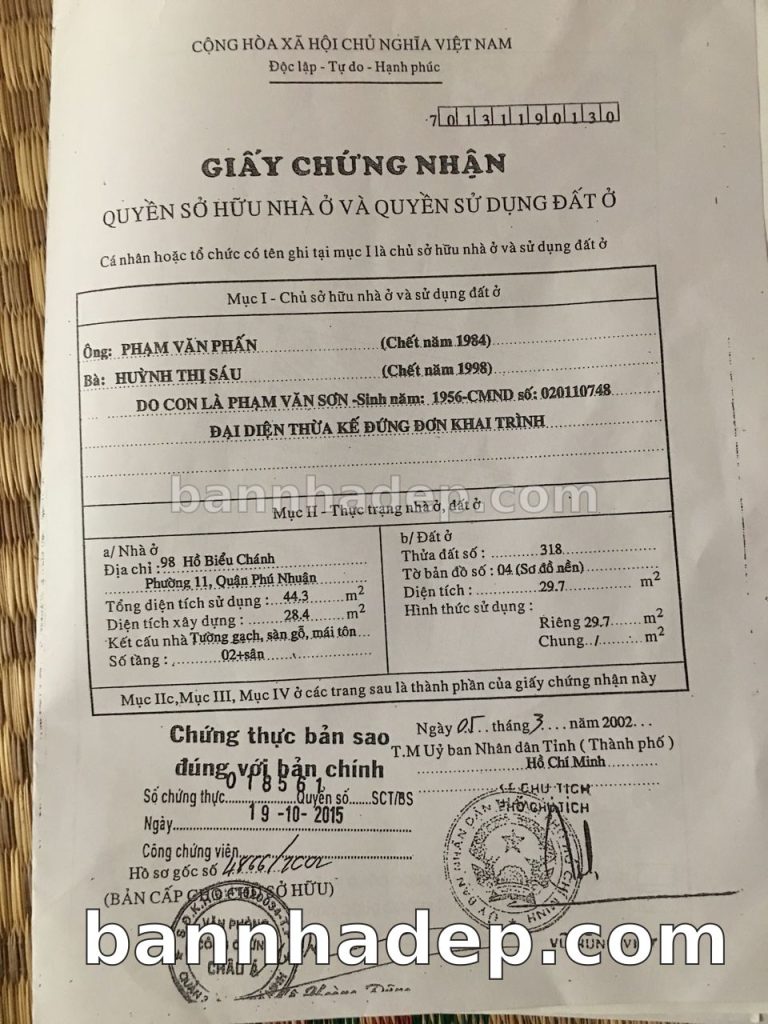 CỘNG HÒA XÃ HỘI CHỦ NGHĨA VIỆT NAM
Độc lập - Tự do - Hạnh phúc
7013119 0130
GIẤY CHỨNG NHẬN
QUYỀN SỞ HỮU NHÀ Ở VÀ QUYỀN SỬ DỤNG ĐẤT Ở
Cá nhân hoặc tổ chức có tên ghi tại mục I là chủ sở hữu nhà ở và sử dụng đất ở
Mục I - Chủ sở hữu nhà ở và sử dụng đất ở
Ông: PHẠM VĂN PHẤN (Chết năm 1984)
Bà: HUỲNH THỊ SÁU (Chết năm 1998)
DO CON LÀ PHẠM VĂN SƠN -Sinh năm: 1956-CMND số: 020110748
ĐẠI DIỆN THỪA KẾ ĐỨNG ĐƠN KHAI TRÌNH
bannhadep.com
Mục II - Thực trạng nhà ở, đất ở
a/ Nhà ở
Địa chỉ : 98 Hồ Biểu Chánh
Phường 11, Quận Phú Nhuận
Tổng diện tích sử dụng : 44.3 m2
Diện tích xây dựng : 28.4 m2
Kết cấu nhà Tường gạch, sàn gỗ, mái tôn
Số tầng : 02+sân
b/ Đất ở
Thửa đất số : 318
Tờ bản đồ số : 04 (Sơ đồ nền)
Diện tích : 29.7 m2
Hình thức sử dụng :
Riêng 29.7 m2
Chung / m2
Mục IIc,Mục III, Mục IV ở các trang sau là thành phần của giấy chứng nhận này
Ngày 05 tháng 3 năm 2002
T.M Uỷ ban Nhân dân Tỉnh ( Thành phố )
Hồ Chí Minh
CHỦ TỊCH
PHÓ CHỦ TỊCH
Chứng thực bản sao
đúng với bản chính
018561
Số chứng thực Quyển số SCT/BS
19 -10- 2015
Ngày
Công chứng viên
Hồ sơ gốc số 4866/2002
(BẢN CẤP CHO CHỦ SỞ HỮU)
VĂN PHÒNG
CHÂU Á
bannhadep.com